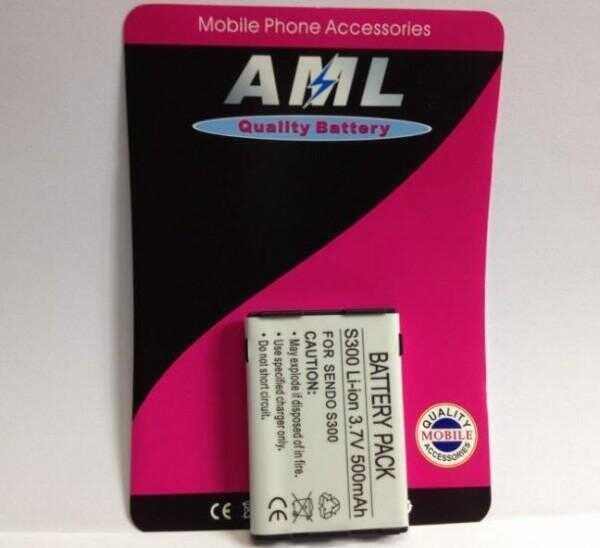 Mobile Phone Accessories
AML
Quality Battery
BATTERY PACK
S300 Li-ion 3.7V 500mAh
FOR SENDO S300
CAUTION:
• May explode if disposed of in fire.
• Use specified charger only.
• Do not short circuit.
QUALITY
MOBILE
ACCESSORIES
CE